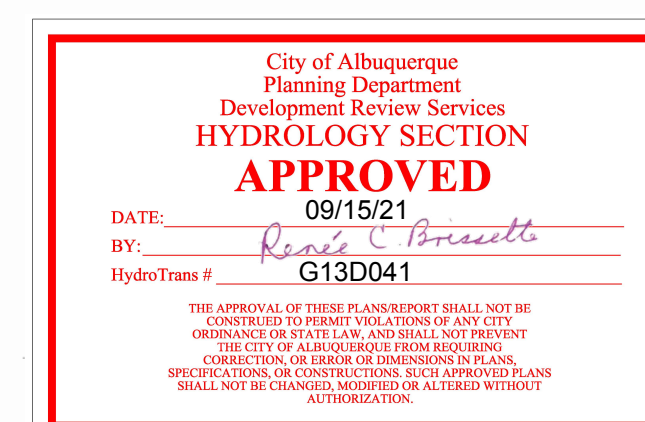 City of Albuquerque
Planning Department
Development Review Services
HYDROLOGY SECTION
APPROVED
DATE: 09/15/21
BY: Renée C. Brissette
HydroTrans # G13D041
THE APPROVAL OF THESE PLANS/REPORT SHALL NOT BE
CONSTRUED TO PERMIT VIOLATIONS OF ANY CITY
ORDINANCE OR STATE LAW, AND SHALL NOT PREVENT
THE CITY OF ALBUQUERQUE FROM REQUIRING
CORRECTION, OR ERROR OR DIMENSIONS IN PLANS,
SPECIFICATIONS, OR CONSTRUCTIONS. SUCH APPROVED PLANS
SHALL NOT BE CHANGED, MODIFIED OR ALTERED WITHOUT
AUTHORIZATION.